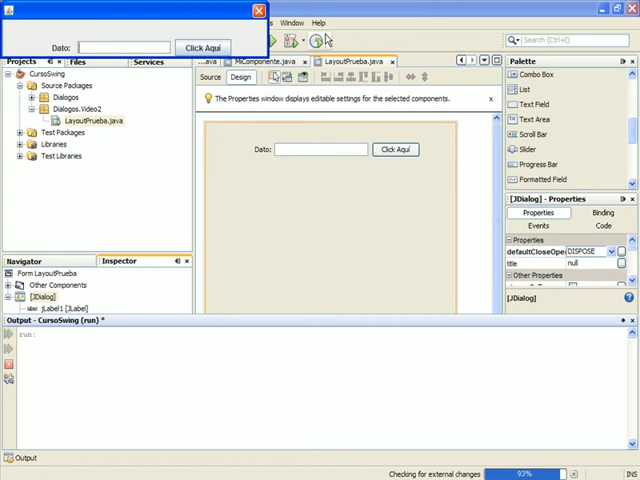 Dato:
Click Aquí
Window Help
Search (Ctrl+I)
Projects
Files
Services
CursoSwing
Source Packages
Dialogos
Dialogos.Video2
LayoutPrueba.java
Test Packages
Libraries
Test Libraries
...ava
MiComponente.java
LayoutPrueba.java
Source
Design
The Properties window displays editable settings for the selected components.
x
Dato:
Click Aquí
Palette
Combo Box
List
Text Field
Text Area
Scroll Bar
Slider
Progress Bar
Formatted Field
[JDialog] - Properties
Properties
Binding
Events
Code
Properties
defaultCloseOpe
DISPOSE
title
null
Other Properties
[JDialog]
Navigator
Inspector
Form LayoutPrueba
Other Components
[JDialog]
jLabel1 [JLabel]
Output - CursoSwing (run) *
run:
Output
Checking for external changes
93%
INS